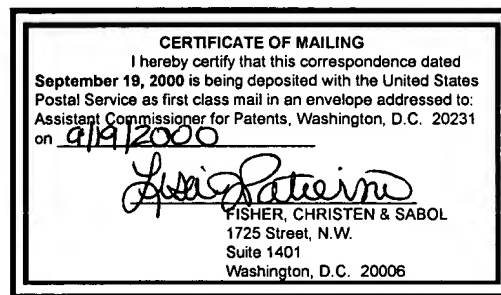 CERTIFICATE OF MAILING
I hereby certify that this correspondence dated
September 19, 2000 is being deposited with the United States
Postal Service as first class mail in an envelope addressed to:
Assistant Commissioner for Patents, Washington, D.C. 20231
on 9/19/2000
FISHER, CHRISTEN & SABOL
1725 Street, N.W.
Suite 1401
Washington, D.C. 20006